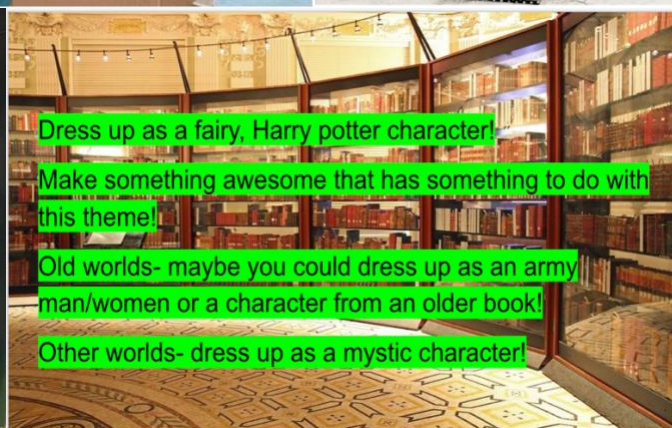 Dress up as a fairy, Harry potter character!
Make something awesome that has something to do with
this theme!
Old worlds- maybe you could dress up as an army
man/women or a character from an older book!
Other worlds- dress up as a mystic character!